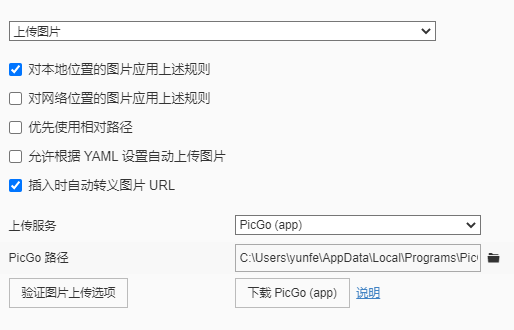 上传图片
对本地位置的图片应用上述规则
对网络位置的图片应用上述规则
优先使用相对路径
允许根据 YAML 设置自动上传图片
插入时自动转义图片 URL
上传服务 PicGo (app)
PicGo 路径 C:\Users\yunfe\AppData\Local\Programs\Pic
验证图片上传选项 下载 PicGo (app) 说明